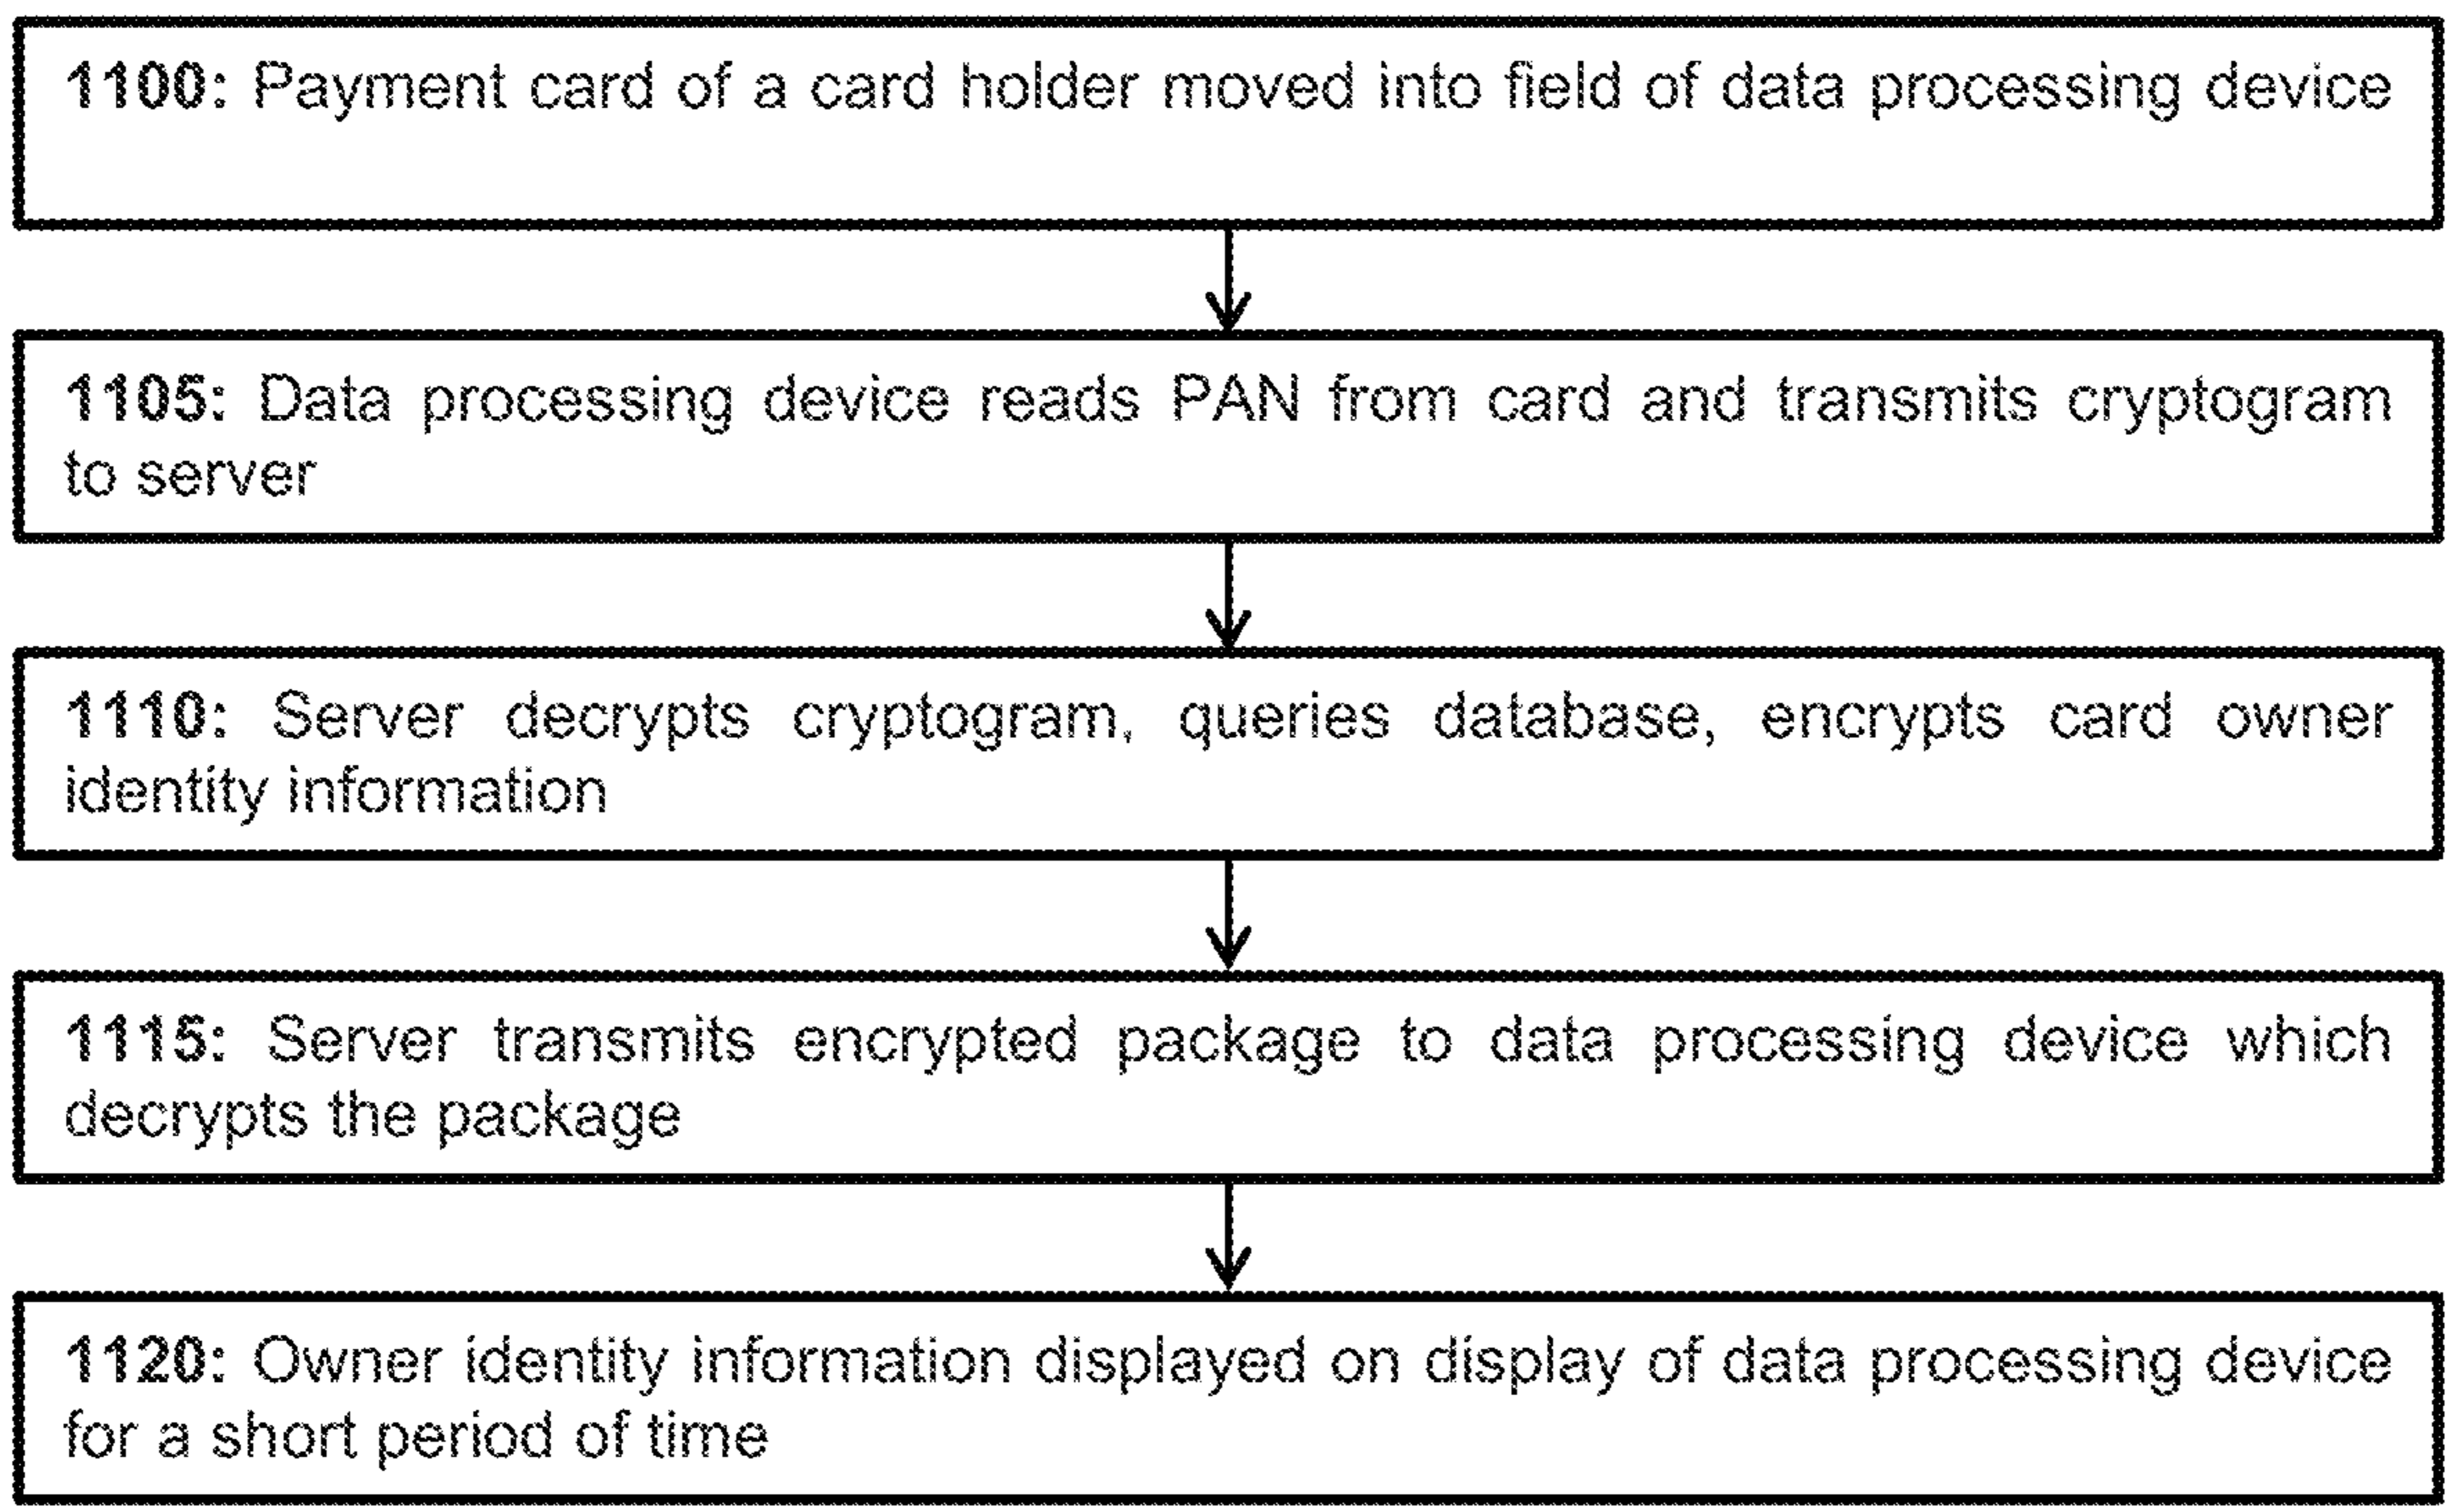 1100: Payment card of a card holder moved into field of data processing device
1105: Data processing device reads PAN from card and transmits cryptogram
to server
1110: Server decrypts cryptogram, queries database, encrypts card owner
identity information
1115: Server transmits encrypted package to data processing device which
decrypts the package
1120: Owner identity information displayed on display of data processing device
for a short period of time